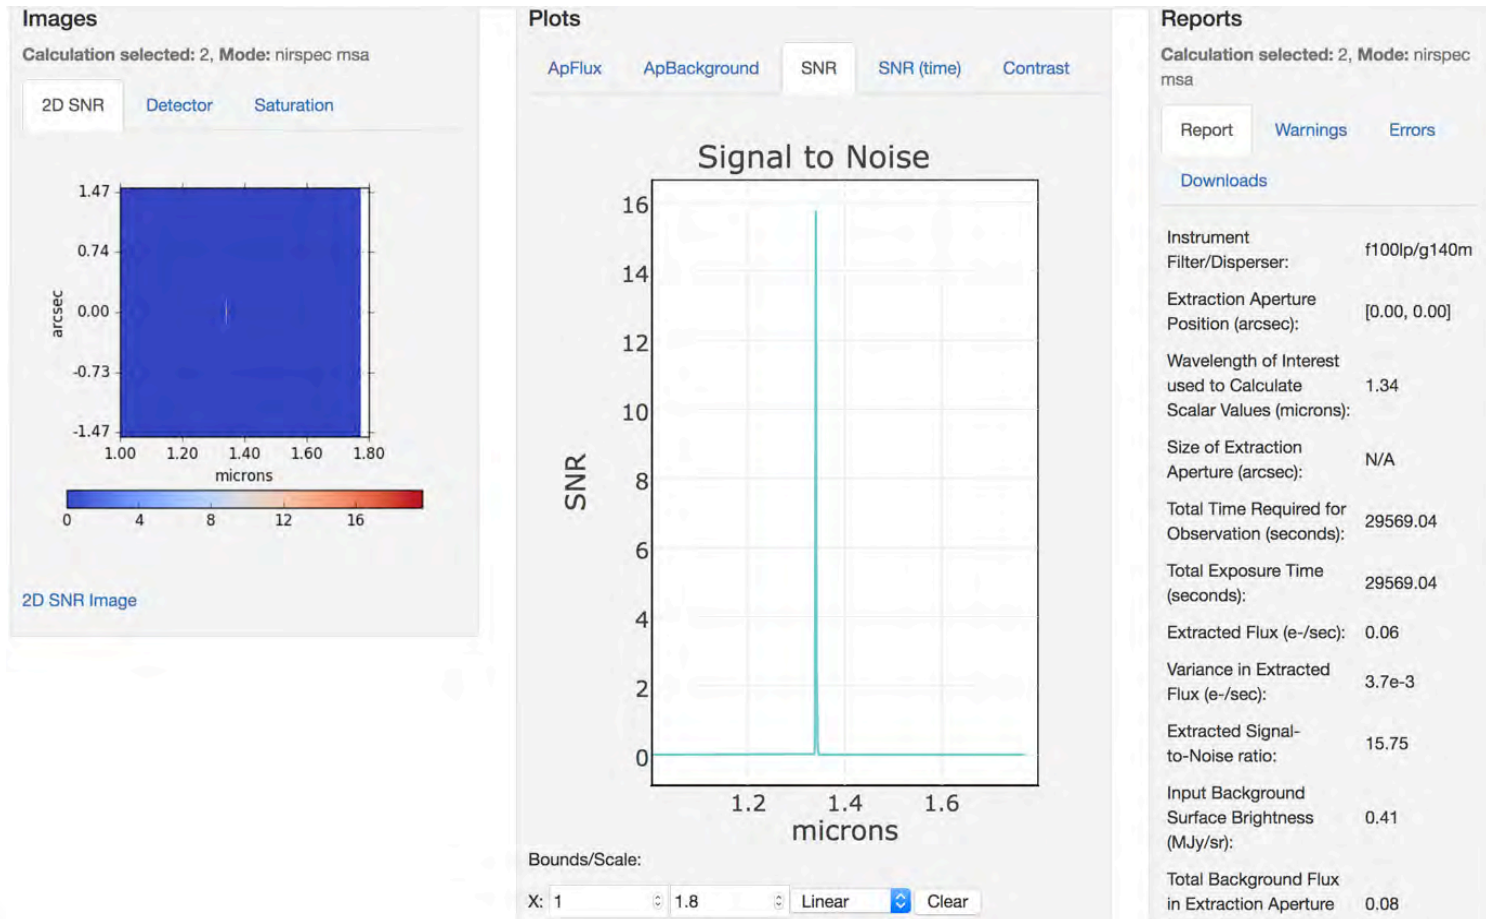 Images
Calculation selected: 2, Mode: nirspec msa
2D SNR
Detector
Saturation
1.47
0.74
0.00
-0.73
-1.47
arcsec
1.00 1.20 1.40 1.60 1.80
microns
0 4 8 12 16
2D SNR Image
Plots
ApFlux
ApBackground
SNR
SNR (time)
Contrast
Signal to Noise
16
14
12
10
8
6
4
2
0
SNR
1.2 1.4 1.6
microns
Bounds/Scale:
X: 1 1.8 Linear Clear
Reports
Calculation selected: 2, Mode: nirspec
msa
Report
Warnings
Errors
Downloads
Instrument
Filter/Disperser:
f100lp/g140m
Extraction Aperture
Position (arcsec):
[0.00, 0.00]
Wavelength of Interest
used to Calculate
Scalar Values (microns):
1.34
Size of Extraction
Aperture (arcsec):
N/A
Total Time Required for
Observation (seconds):
29569.04
Total Exposure Time
(seconds):
29569.04
Extracted Flux (e-/sec): 0.06
Variance in Extracted
Flux (e-/sec):
3.7e-3
Extracted Signal-
to-Noise ratio:
15.75
Input Background
Surface Brightness
(MJy/sr):
0.41
Total Background Flux
in Extraction Aperture
0.08